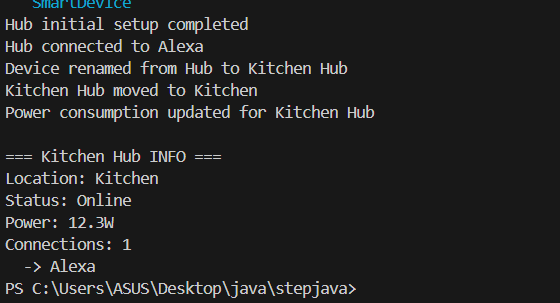 SmartDevice
Hub initial setup completed
Hub connected to Alexa
Device renamed from Hub to Kitchen Hub
Kitchen Hub moved to Kitchen
Power consumption updated for Kitchen Hub
=== Kitchen Hub INFO ===
Location: Kitchen
Status: Online
Power: 12.3W
Connections: 1
-> Alexa
PS C:\Users\ASUS\Desktop\java\stepjava>